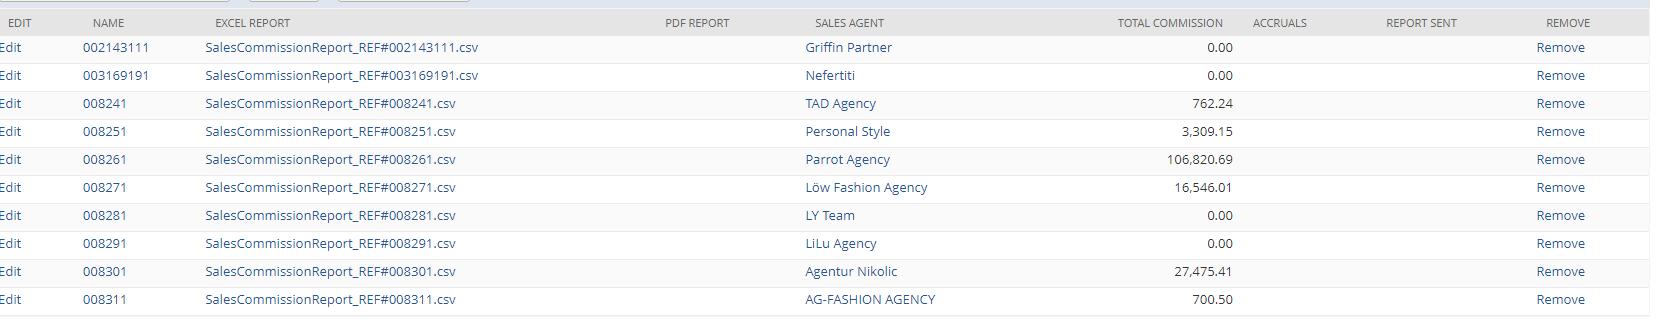 EDIT NAME EXCEL REPORT PDF REPORT SALES AGENT TOTAL COMMISSION ACCRUALS REPORT SENT REMOVE
Edit 002143111 SalesCommissionReport_REF#002143111.csv Griffin Partner 0.00 Remove
Edit 003169191 SalesCommissionReport_REF#003169191.csv Nefertiti 0.00 Remove
Edit 008241 SalesCommissionReport_REF#008241.csv TAD Agency 762.24 Remove
Edit 008251 SalesCommissionReport_REF#008251.csv Personal Style 3,309.15 Remove
Edit 008261 SalesCommissionReport_REF#008261.csv Parrot Agency 106,820.69 Remove
Edit 008271 SalesCommissionReport_REF#008271.csv Löw Fashion Agency 16,546.01 Remove
Edit 008281 SalesCommissionReport_REF#008281.csv LY Team 0.00 Remove
Edit 008291 SalesCommissionReport_REF#008291.csv LiLu Agency 0.00 Remove
Edit 008301 SalesCommissionReport_REF#008301.csv Agentur Nikolic 27,475.41 Remove
Edit 008311 SalesCommissionReport_REF#008311.csv AG-FASHION AGENCY 700.50 Remove